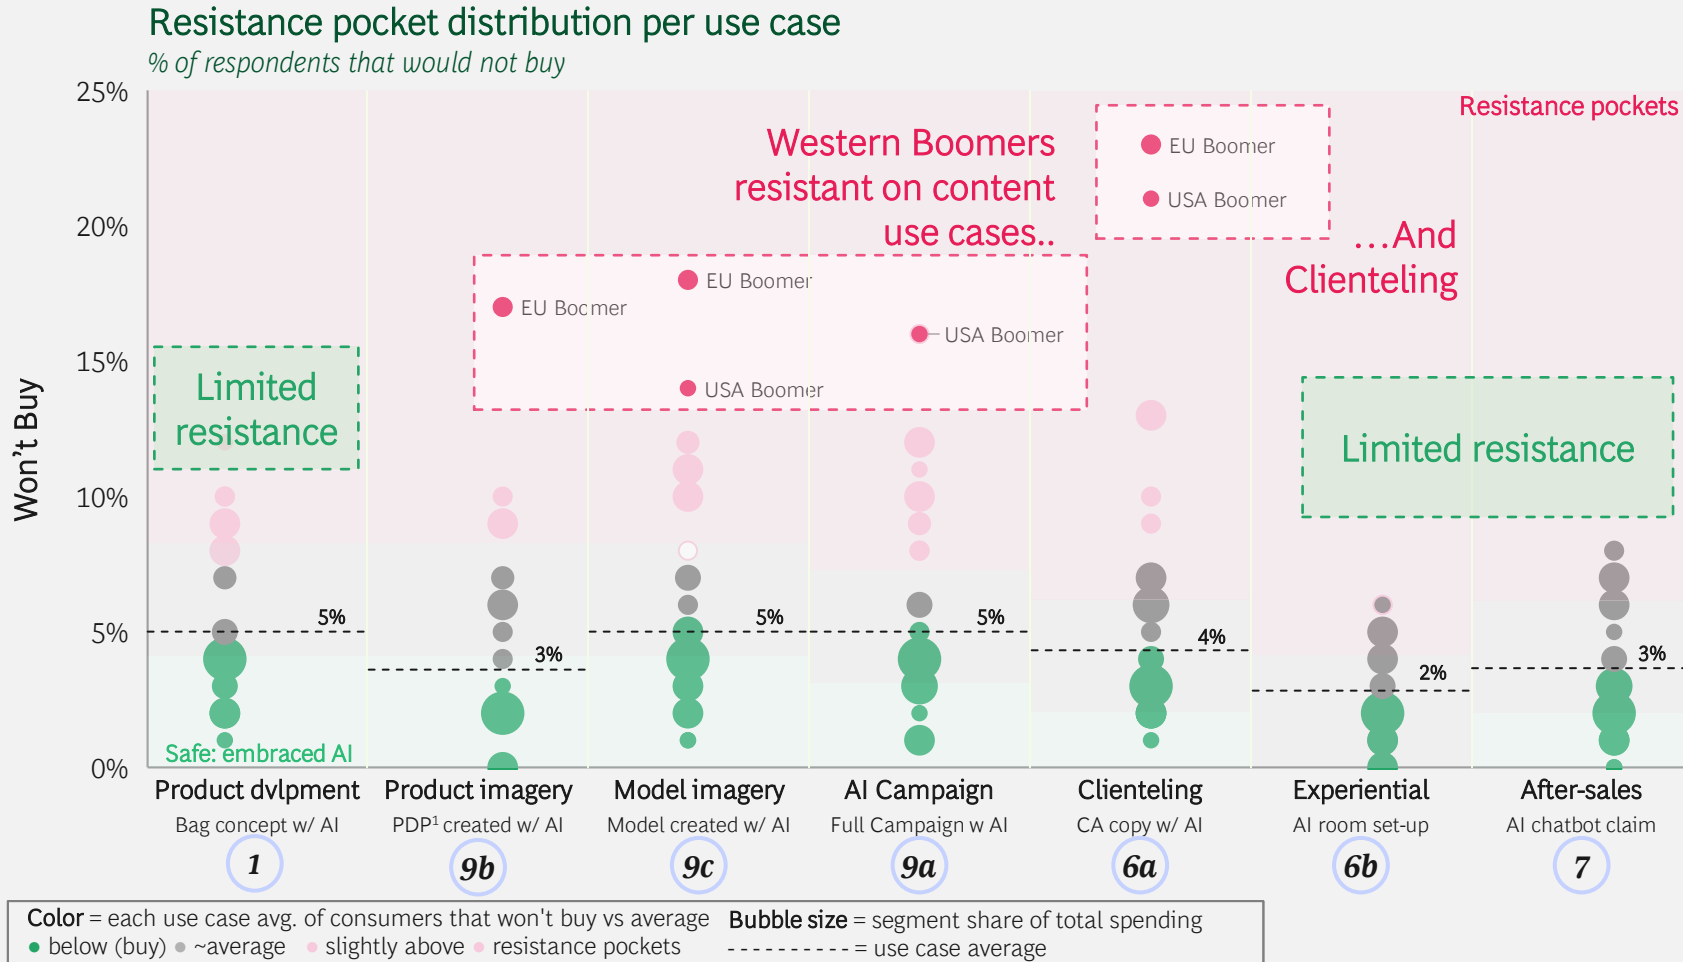 Resistance pocket distribution per use case
% of respondents that would not buy
25%
20%
15%
10%
5%
0%
Won't Buy
Resistance pockets
Western Boomers
resistant on content
use cases..
EU Boomer
USA Boomer
…And
Clienteling
EU Boomer
EU Boomer
USA Boomer
USA Boomer
Limited
resistance
Limited resistance
5%
3%
5%
5%
4%
2%
3%
Safe: embraced AI
Product dvlpment
Bag concept w/ AI
1
Product imagery
PDP¹ created w/ AI
9b
Model imagery
Model created w/ AI
9c
AI Campaign
Full Campaign w AI
9a
Clienteling
CA copy w/ AI
6a
Experiential
AI room set-up
6b
After-sales
AI chatbot claim
7
Color = each use case avg. of consumers that won't buy vs average
below (buy) ~average slightly above resistance pockets
Bubble size = segment share of total spending
= use case average